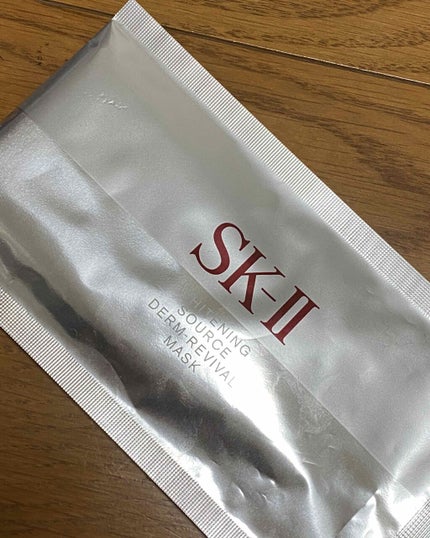 SK-II
WHITENING
SOURCE
DERM-REVIVAL
MASK